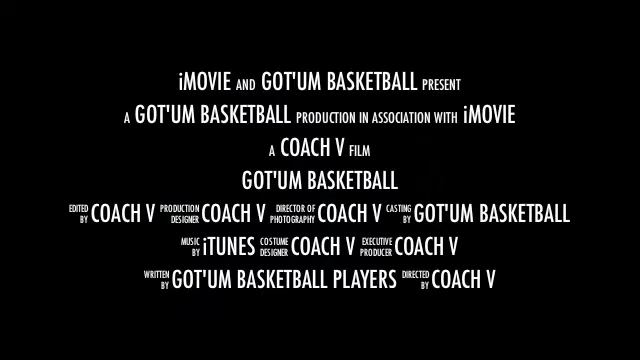 iMOVIE AND GOT'UM BASKETBALL PRESENT
A GOT'UM BASKETBALL PRODUCTION IN ASSOCIATION WITH iMOVIE
A COACH V FILM
GOT'UM BASKETBALL
EDITED BY COACH V PRODUCTION DESIGNER COACH V DIRECTOR OF PHOTOGRAPHY COACH V CASTING BY GOT'UM BASKETBALL
MUSIC BY iTUNES COSTUME DESIGNER COACH V EXECUTIVE PRODUCER COACH V
WRITTEN BY GOT'UM BASKETBALL PLAYERS DIRECTED BY COACH V